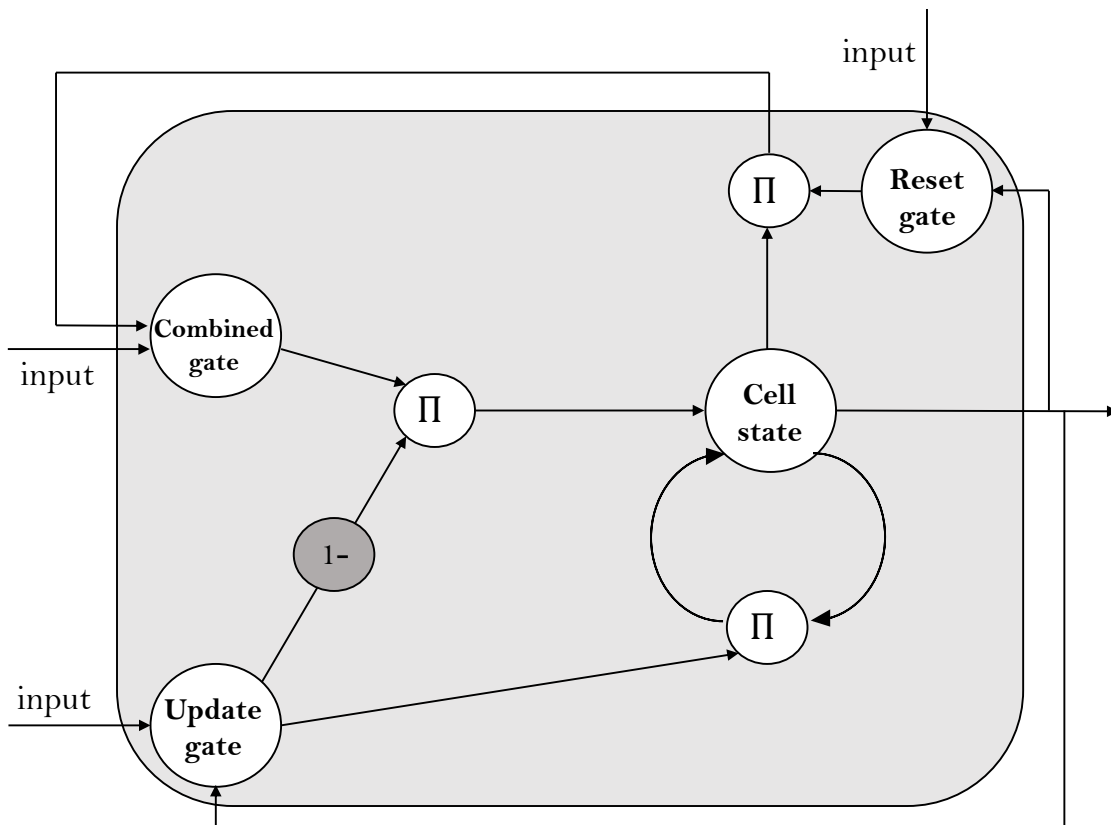 input
Π
Reset
gate
Combined
gate
input
Π
Cell
state
1-
Π
input
Update
gate